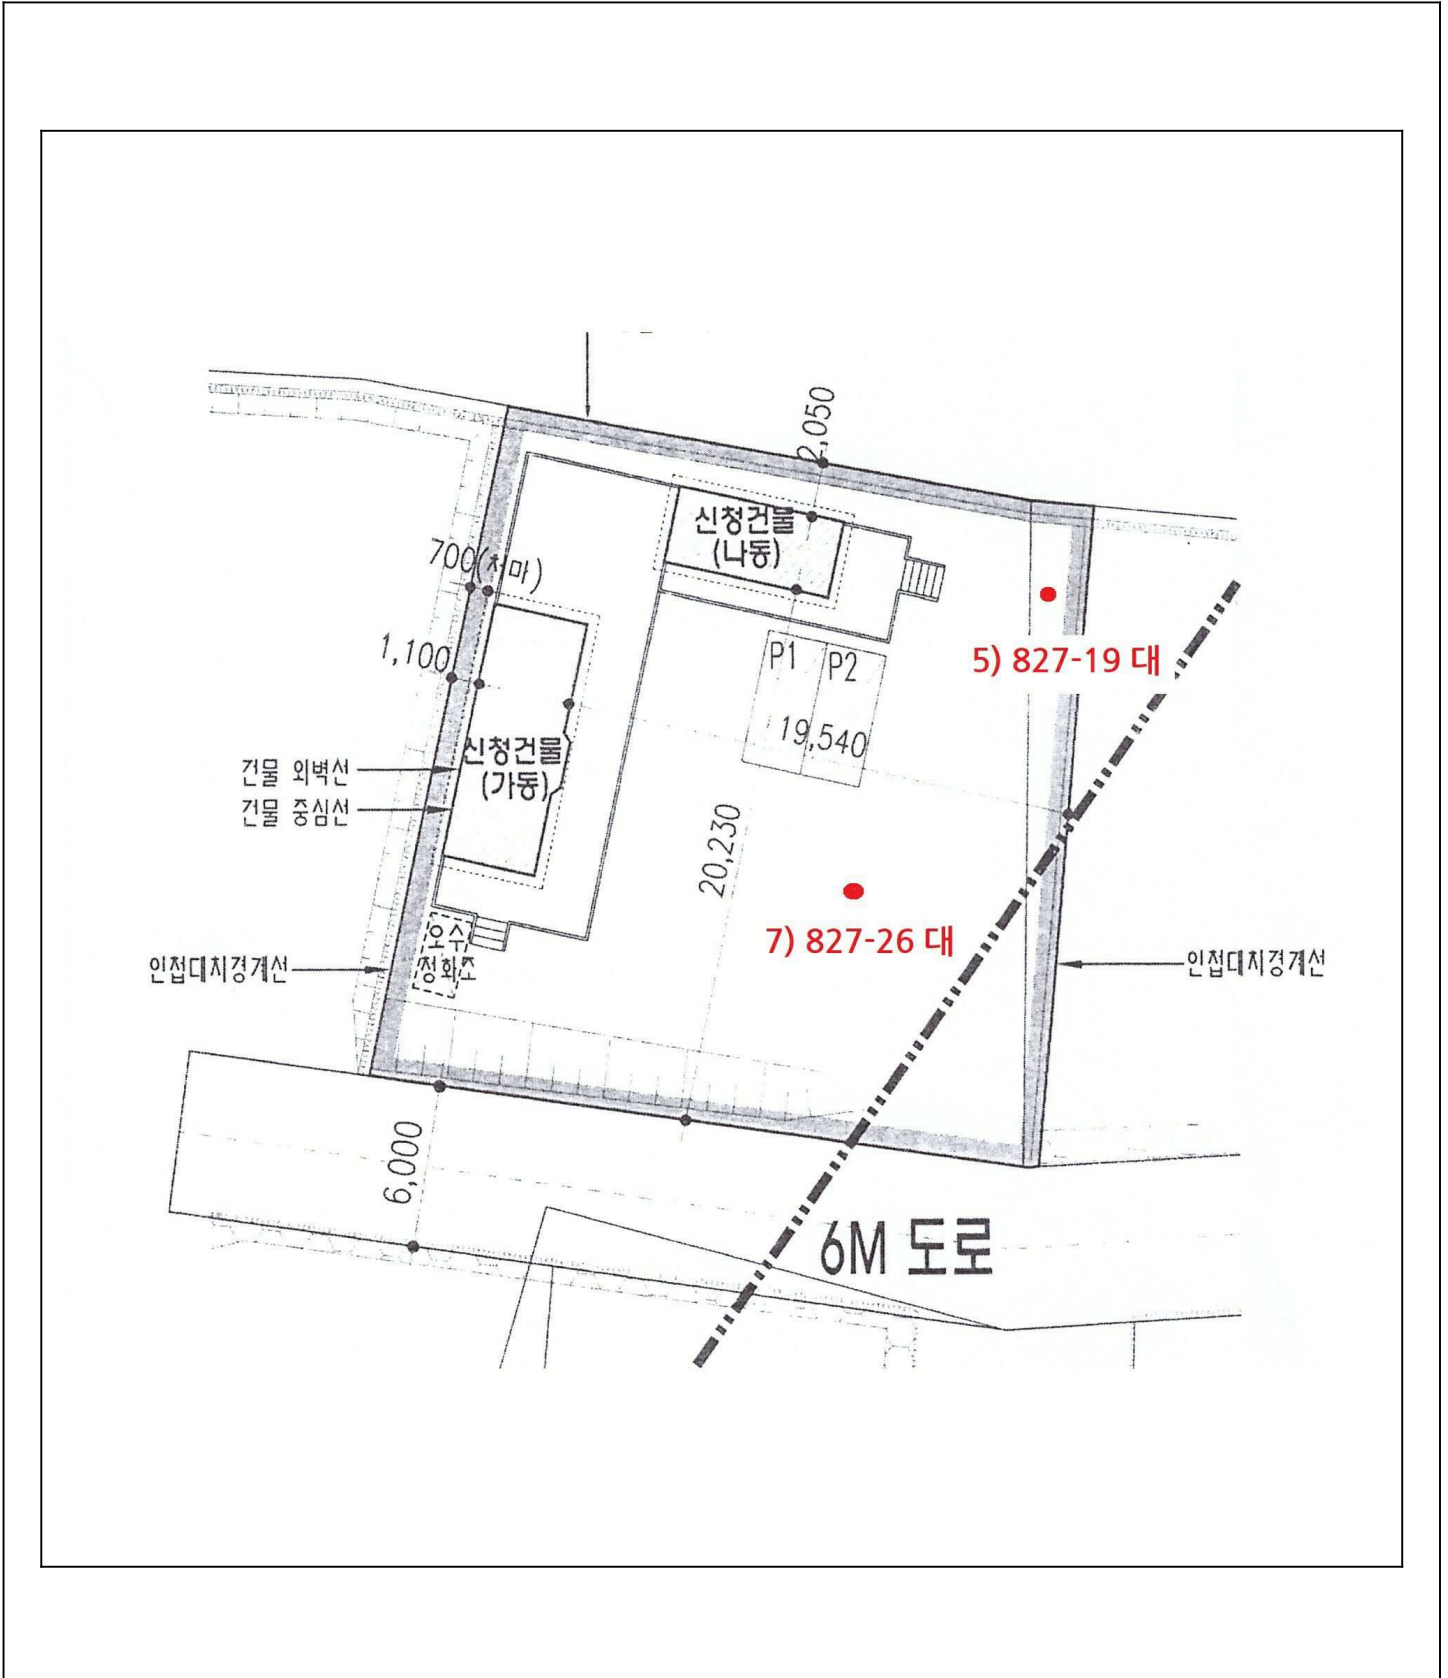 2,050
신청건물
(나동)
700(처마)
5) 827-19 대
1,100
P1
P2
19,540
신청건물
(가동)
건물 외벽선
건물 중심선
20,230
7) 827-26 대
오수
정화조
인접대지경계선
인접대지경계선
6,000
6M 도로